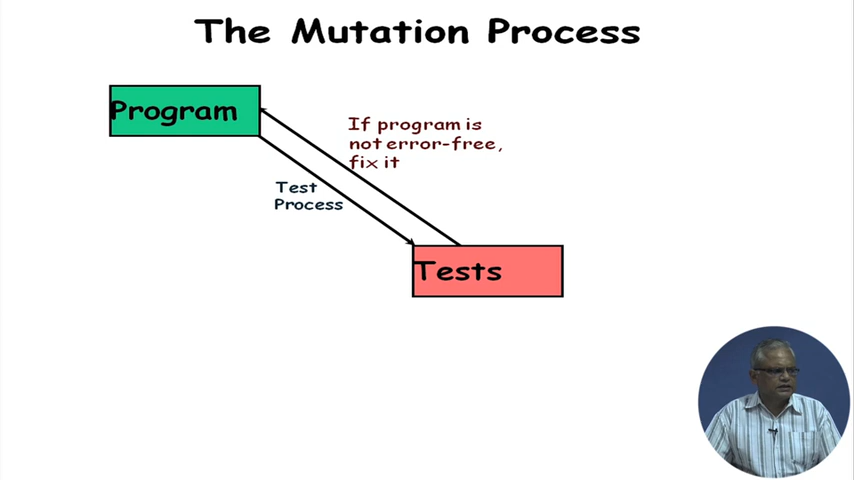 The Mutation Process
Program
If program is
not error-free,
fix it
Test
Process
Tests